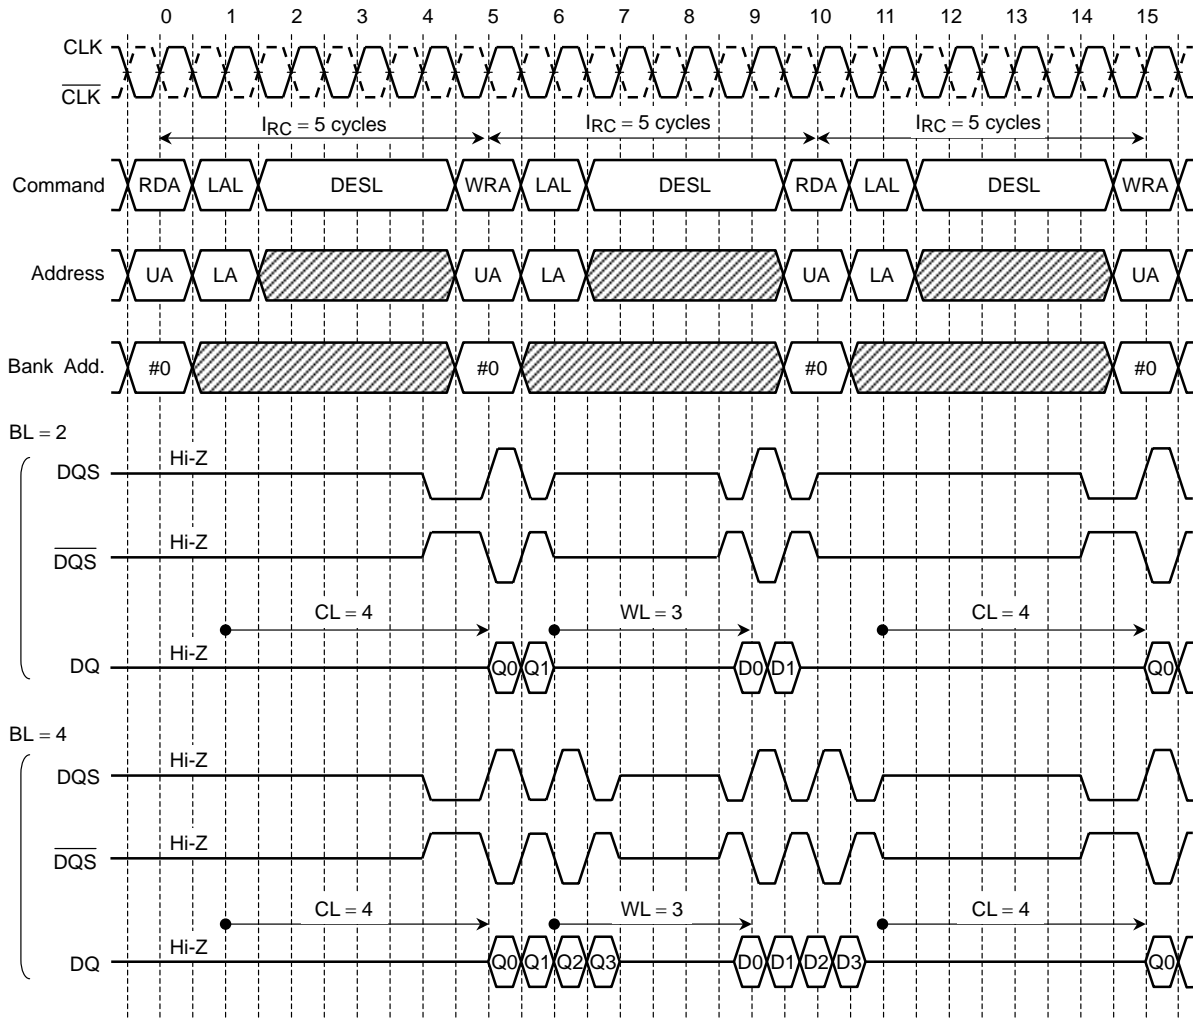 0 1 2 3 4 5 6 7 8 9 10 11 12 13 14 15
CLK
CLK
IRC = 5 cycles IRC = 5 cycles IRC = 5 cycles
Command RDA LAL DESL WRA LAL DESL RDA LAL DESL WRA
Address UA LA UA LA UA LA UA
Bank Add. #0 #0 #0 #0
BL = 2
DQS Hi-Z
DQS Hi-Z
CL = 4 WL = 3 CL = 4
DQ Hi-Z Q0 Q1 D0 D1 Q0
BL = 4
DQS Hi-Z
DQS Hi-Z
CL = 4 WL = 3 CL = 4
DQ Hi-Z Q0 Q1 Q2 Q3 D0 D1 D2 D3 Q0